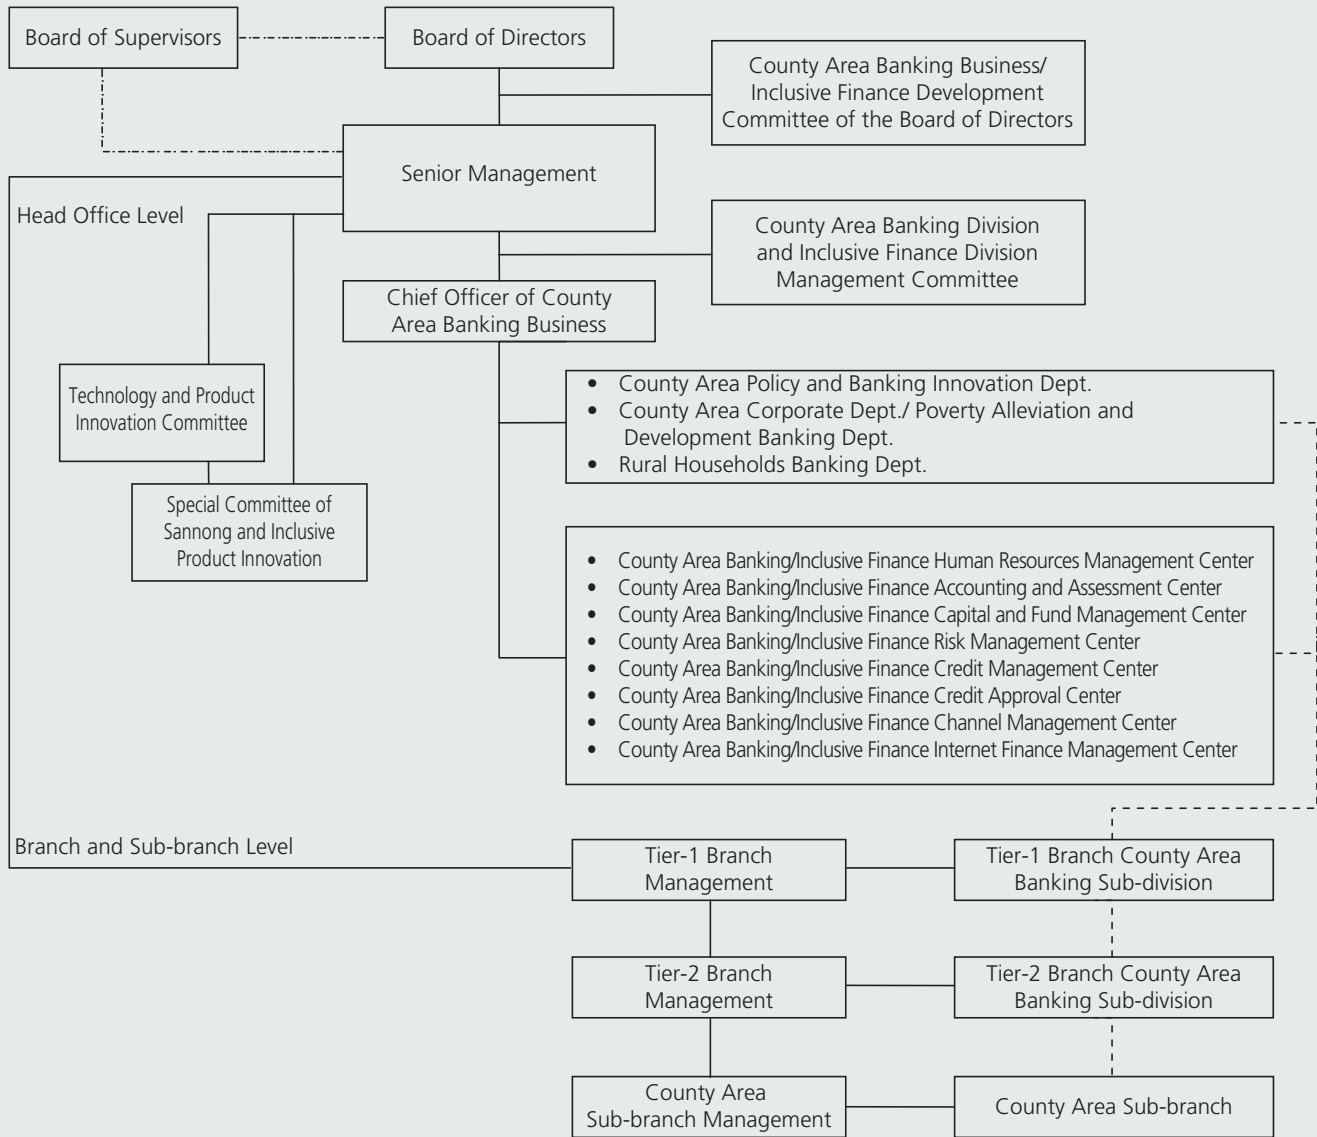 Board of Supervisors
Board of Directors
County Area Banking Business/
Inclusive Finance Development
Committee of the Board of Directors
Senior Management
Head Office Level
County Area Banking Division
and Inclusive Finance Division
Management Committee
Chief Officer of County
Area Banking Business
Technology and Product
Innovation Committee
• County Area Policy and Banking Innovation Dept.
• County Area Corporate Dept./ Poverty Alleviation and
Development Banking Dept.
• Rural Households Banking Dept.
Special Committee of
Sannong and Inclusive
Product Innovation
• County Area Banking/Inclusive Finance Human Resources Management Center
• County Area Banking/Inclusive Finance Accounting and Assessment Center
• County Area Banking/Inclusive Finance Capital and Fund Management Center
• County Area Banking/Inclusive Finance Risk Management Center
• County Area Banking/Inclusive Finance Credit Management Center
• County Area Banking/Inclusive Finance Credit Approval Center
• County Area Banking/Inclusive Finance Channel Management Center
• County Area Banking/Inclusive Finance Internet Finance Management Center
Branch and Sub-branch Level
Tier-1 Branch
Management
Tier-1 Branch County Area
Banking Sub-division
Tier-2 Branch
Management
Tier-2 Branch County Area
Banking Sub-division
County Area
Sub-branch Management
County Area Sub-branch